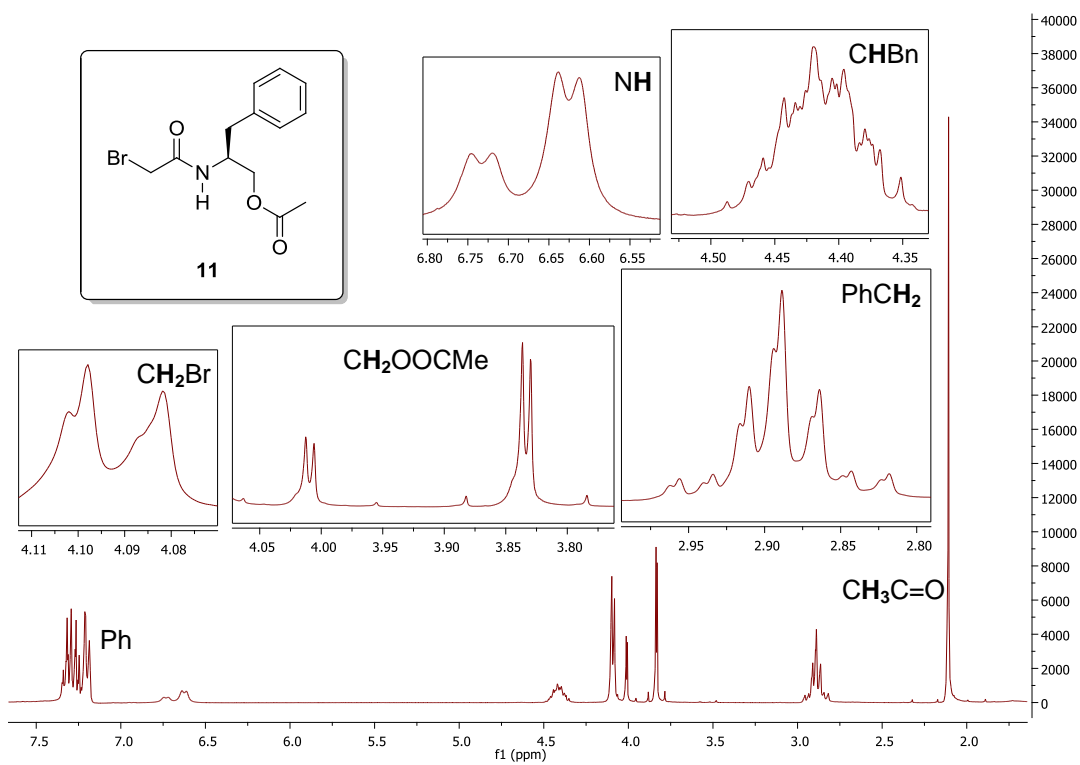 O
Br
N
H
O
O
11
NH
6.80 6.75 6.70 6.65 6.60 6.55
CHBn
4.50 4.45 4.40 4.35
CH2Br
4.11 4.10 4.09 4.08
CH2OOCMe
4.05 4.00 3.95 3.90 3.85 3.80
PhCH2
2.95 2.90 2.85 2.80
Ph
CH3C=O
40000
38000
36000
34000
32000
30000
28000
26000
24000
22000
20000
18000
16000
14000
12000
10000
8000
6000
4000
2000
0
7.5 7.0 6.5 6.0 5.5 5.0 4.5 4.0 3.5 3.0 2.5 2.0
f1 (ppm)